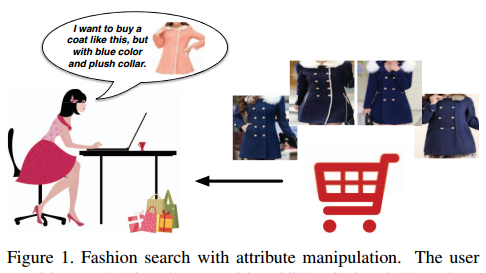 I want to buy a
coat like this, but
with blue color
and plush collar.
Figure 1. Fashion search with attribute manipulation. The user